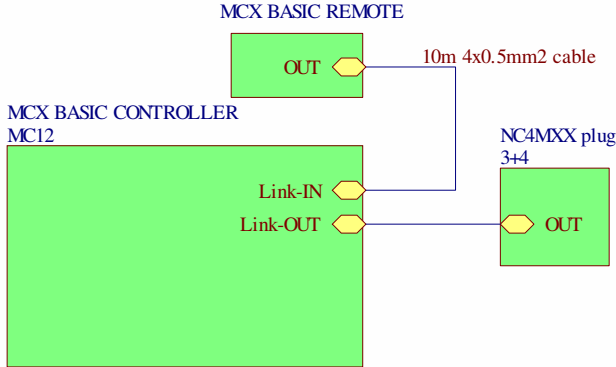 MCX BASIC REMOTE
OUT
10m 4x0.5mm2 cable
MCX BASIC CONTROLLER
MC12
NC4MXX plug
3+4
Link-IN
Link-OUT
OUT